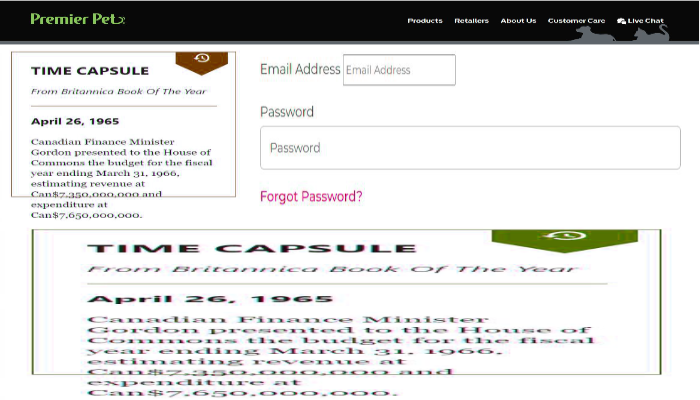 Premier Pet
Products Retailers About Us Customer Care Live Chat
TIME CAPSULE
From Britannica Book Of The Year
April 26, 1965
Canadian Finance Minister
Gordon presented to the House of
Commons the budget for the fiscal
year ending March 31, 1966,
estimating revenue at
Can$7,350,000,000 and
expenditure at
Can$7,650,000,000.
Email Address Email Address
Password
Password
Forgot Password?
TIME CAPSULE
From Britannica Book Of The Year
April 26, 1965
Canadian Finance Minister
Gordon presented to the House of
Commons the budget for the fiscal
year ending March 31, 1966,
estimating revenue at
Can$7,350,000,000 and
expenditure at
Can$7,650,000,000.